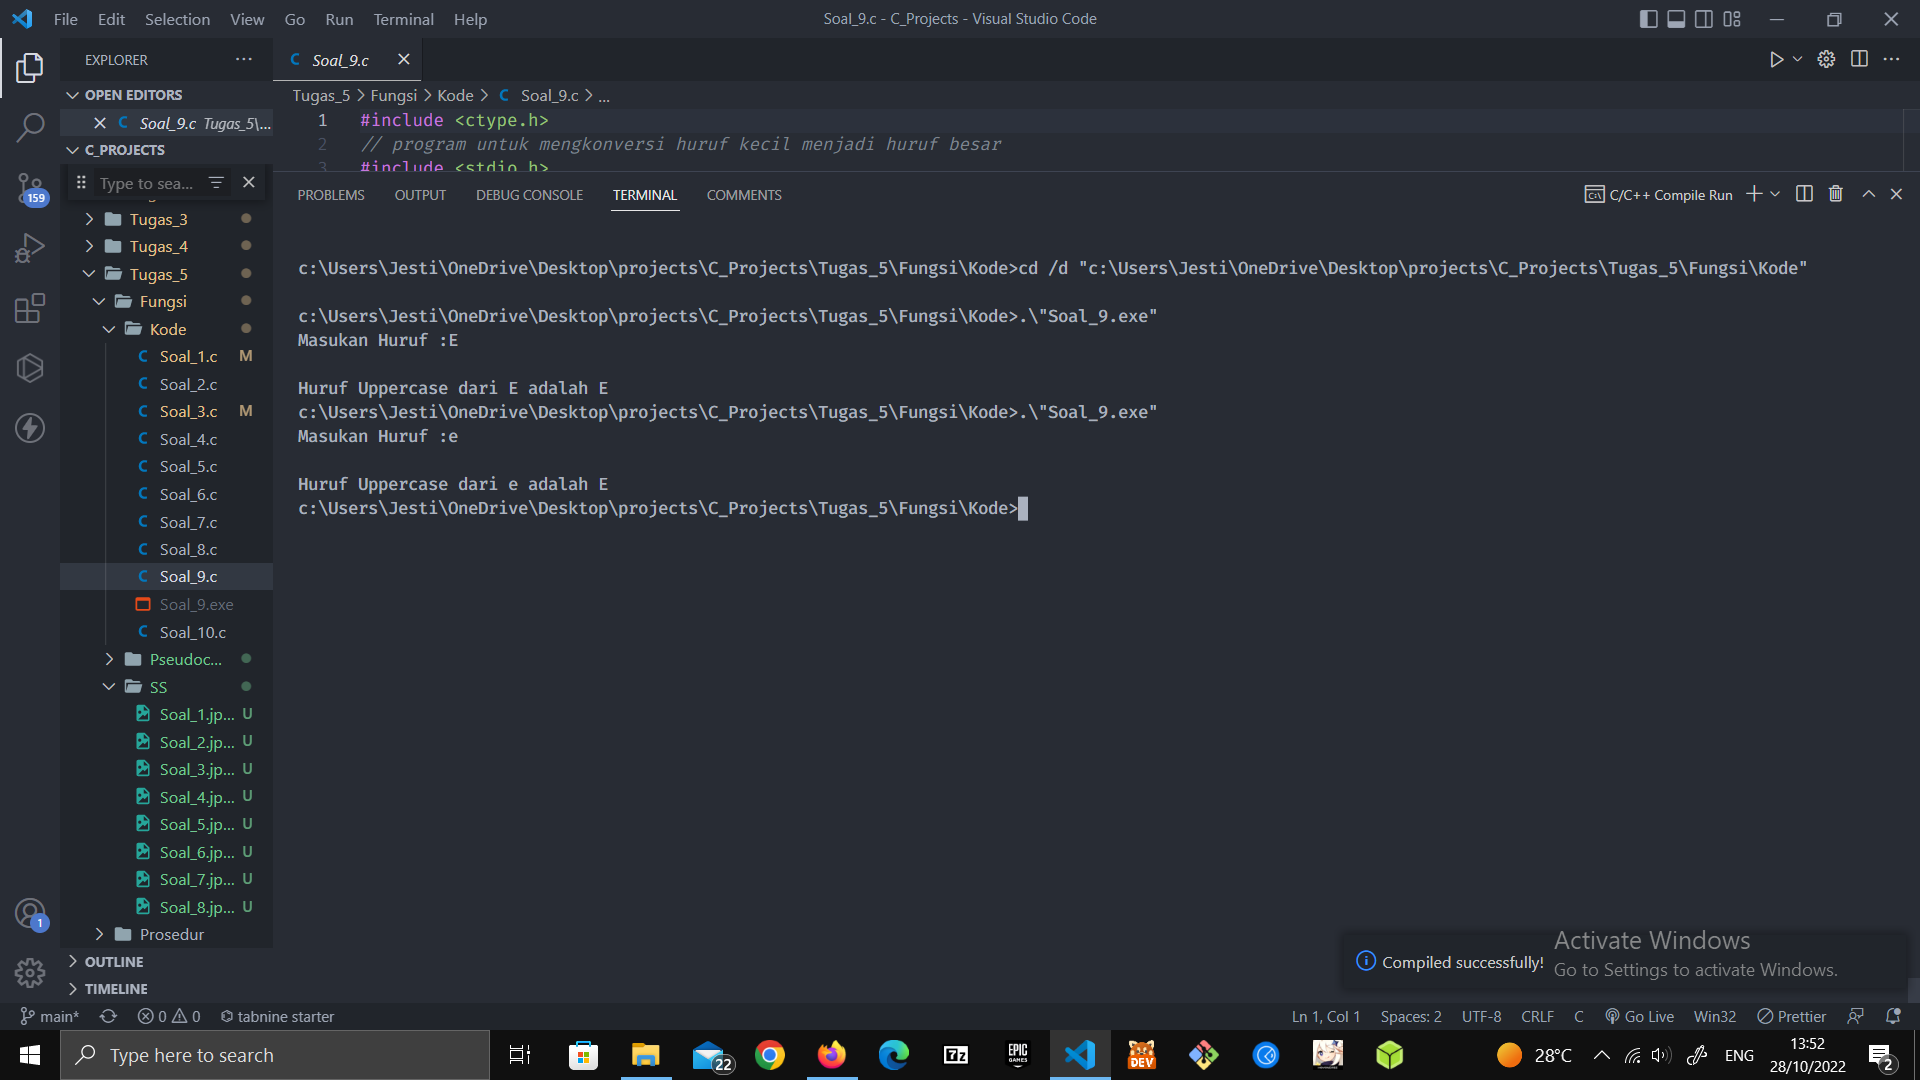 File Edit Selection View Go Run Terminal Help
Soal_9.c - C_Projects - Visual Studio Code
EXPLORER
Soal_9.c
OPEN EDITORS
Soal_9.c Tugas_5\...
C_PROJECTS
Type to sea...
159
Tugas_3
Tugas_4
Tugas_5
Fungsi
Kode
Soal_1.c M
Soal_2.c
Soal_3.c M
Soal_4.c
Soal_5.c
Soal_6.c
Soal_7.c
Soal_8.c
Soal_9.c
Soal_9.exe
Soal_10.c
Pseudoc...
SS
Soal_1.jp... U
Soal_2.jp... U
Soal_3.jp... U
Soal_4.jp... U
Soal_5.jp... U
Soal_6.jp... U
Soal_7.jp... U
Soal_8.jp... U
Prosedur
OUTLINE
TIMELINE
1
Tugas_5 > Fungsi > Kode > C Soal_9.c > ...
1 #include <ctype.h>
2 // program untuk mengkonversi huruf kecil menjadi huruf besar
3 #include <stdio.h>
PROBLEMS OUTPUT DEBUG CONSOLE TERMINAL COMMENTS
C/C++ Compile Run
c:\Users\Jesti\OneDrive\Desktop\projects\C_Projects\Tugas_5\Fungsi\Kode>cd /d "c:\Users\Jesti\OneDrive\Desktop\projects\C_Projects\Tugas_5\Fungsi\Kode"
c:\Users\Jesti\OneDrive\Desktop\projects\C_Projects\Tugas_5\Fungsi\Kode>.\"Soal_9.exe"
Masukan Huruf :E
Huruf Uppercase dari E adalah E
c:\Users\Jesti\OneDrive\Desktop\projects\C_Projects\Tugas_5\Fungsi\Kode>.\"Soal_9.exe"
Masukan Huruf :e
Huruf Uppercase dari e adalah E
c:\Users\Jesti\OneDrive\Desktop\projects\C_Projects\Tugas_5\Fungsi\Kode>
Compiled successfully!
Activate Windows
Go to Settings to activate Windows.
main* 0 0 tabnine starter
Ln 1, Col 1 Spaces: 2 UTF-8 CRLF C Go Live Win32 Prettier
Type here to search
22
7z
EPIC GAMES
DEV
28°C
ENG
13:52
28/10/2022
2